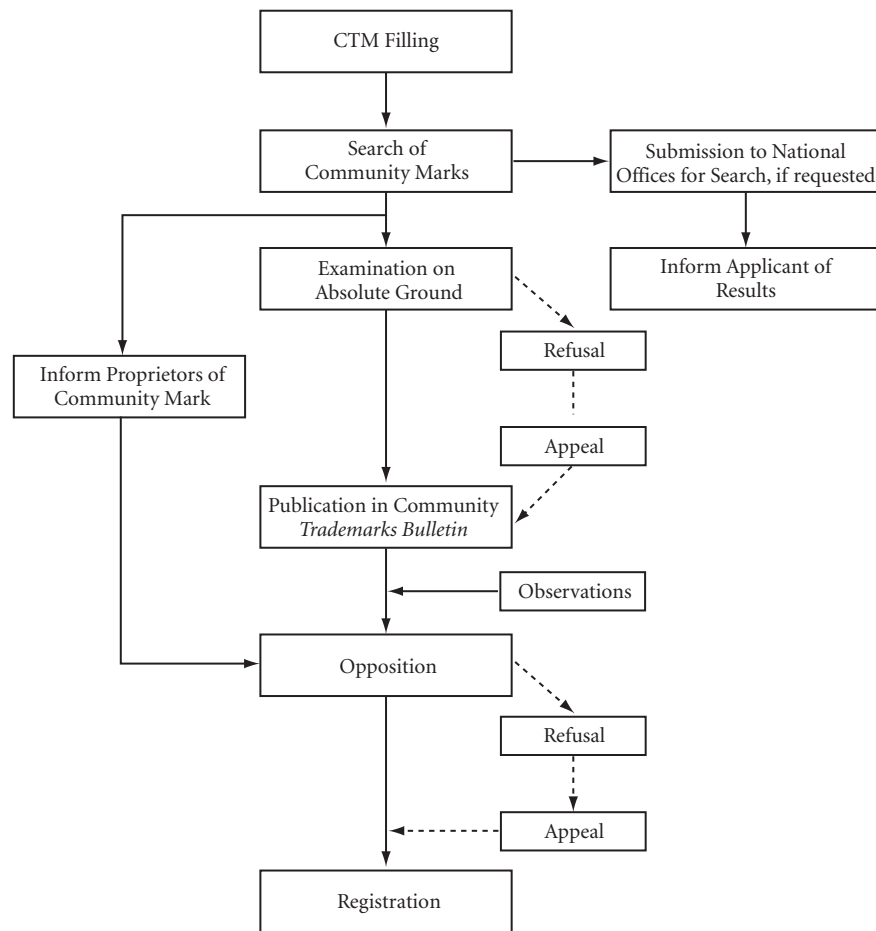 CTM Filling
Search of
Community Marks
Submission to National
Offices for Search, if requested
Examination on
Absolute Ground
Inform Applicant of
Results
Refusal
Inform Proprietors of
Community Mark
Appeal
Publication in Community
Trademarks Bulletin
Observations
Opposition
Refusal
Appeal
Registration